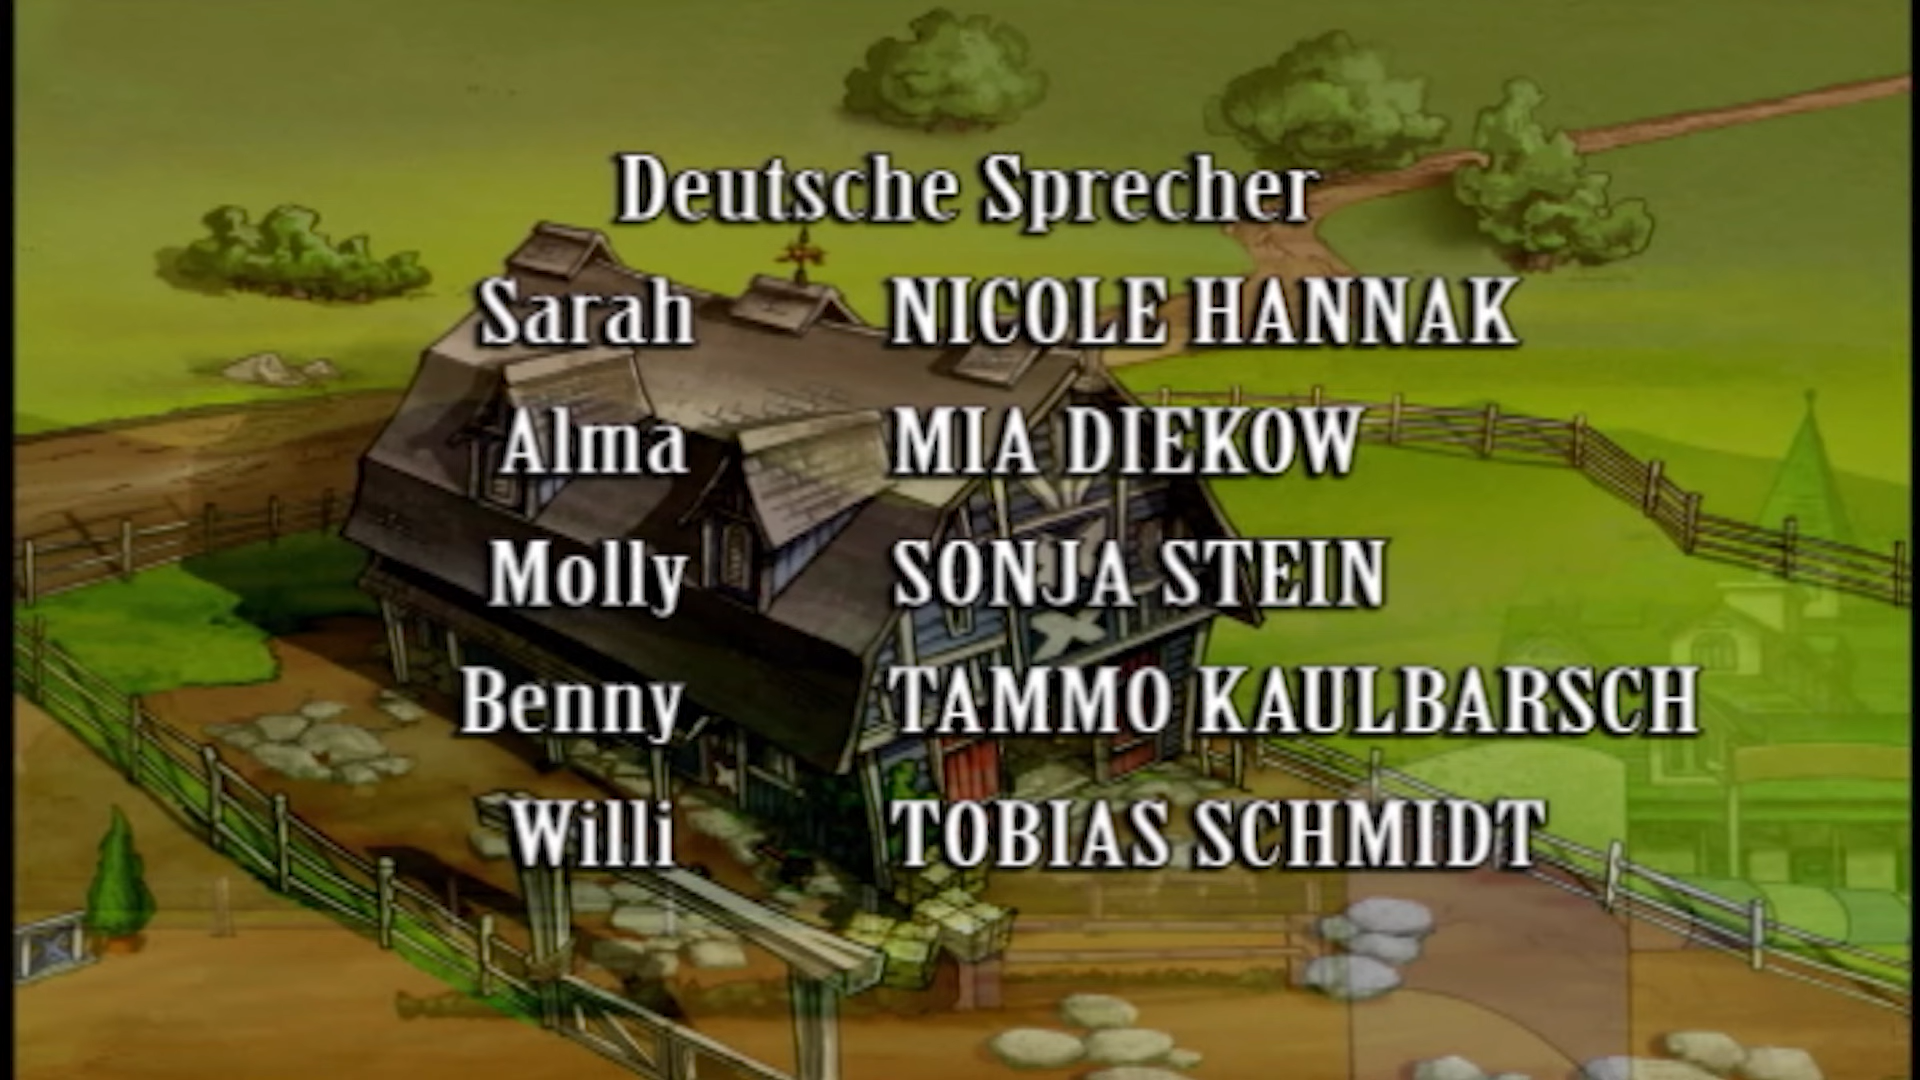 Deutsche Sprecher
Sarah NICOLE HANNAK
Alma MIA DIEKOW
Molly SONJA STEIN
Benny TAMMO KAULBARSCH
Willi TOBIAS SCHMIDT